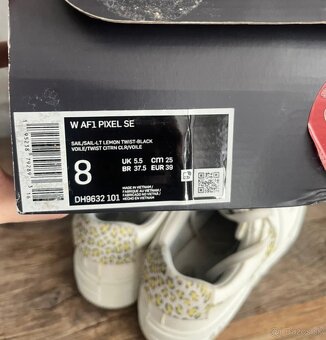 W AF1 PIXEL SE
SAIL/SAIL-LT LEMON TWIST-BLACK
VOILE/TWIST CITRN CLR/VOILE
8
UK 5.5 cm 25
BR 37.5 EUR 39
DH9632 101
MADE IN VIETNAM /